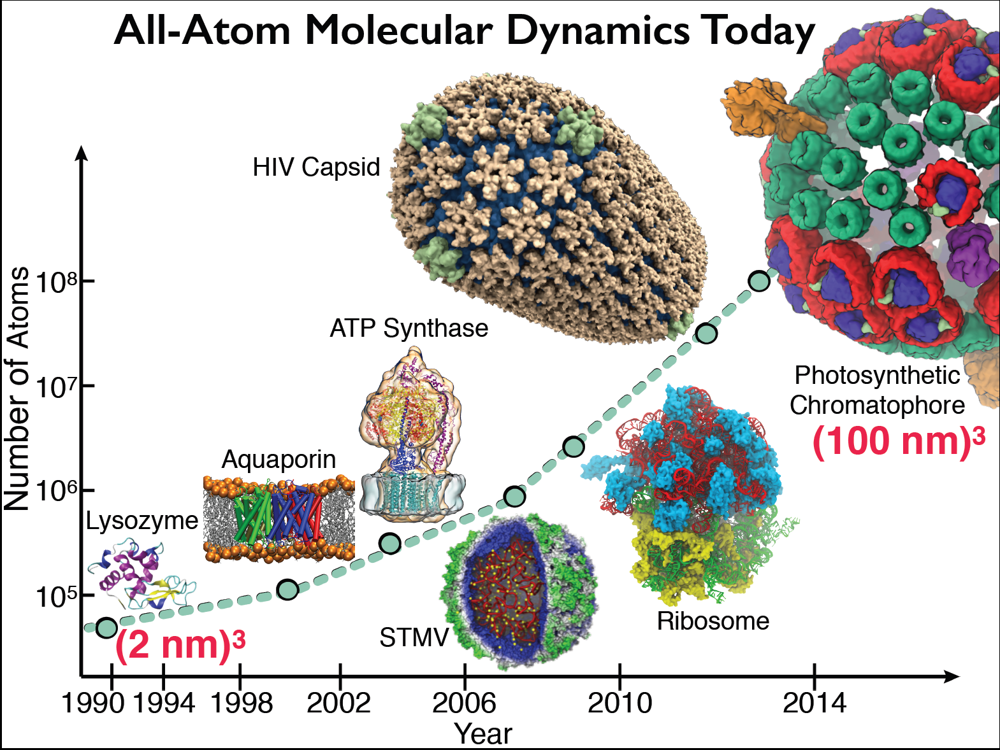 All-Atom Molecular Dynamics Today
HIV Capsid
ATP Synthase
Aquaporin
Lysozyme
(2 nm)³
STMV
Ribosome
Photosynthetic
Chromatophore
(100 nm)³
Number of Atoms
10⁸
10⁷
10⁶
10⁵
1990 1994 1998 2002 2006 2010 2014
Year